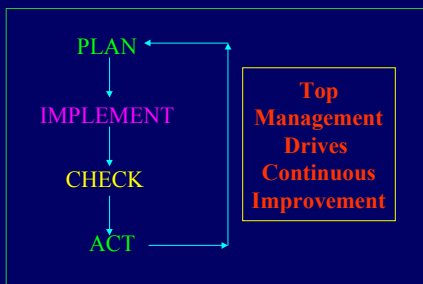 PLAN
IMPLEMENT
CHECK
ACT
Top
Management
Drives
Continuous
Improvement